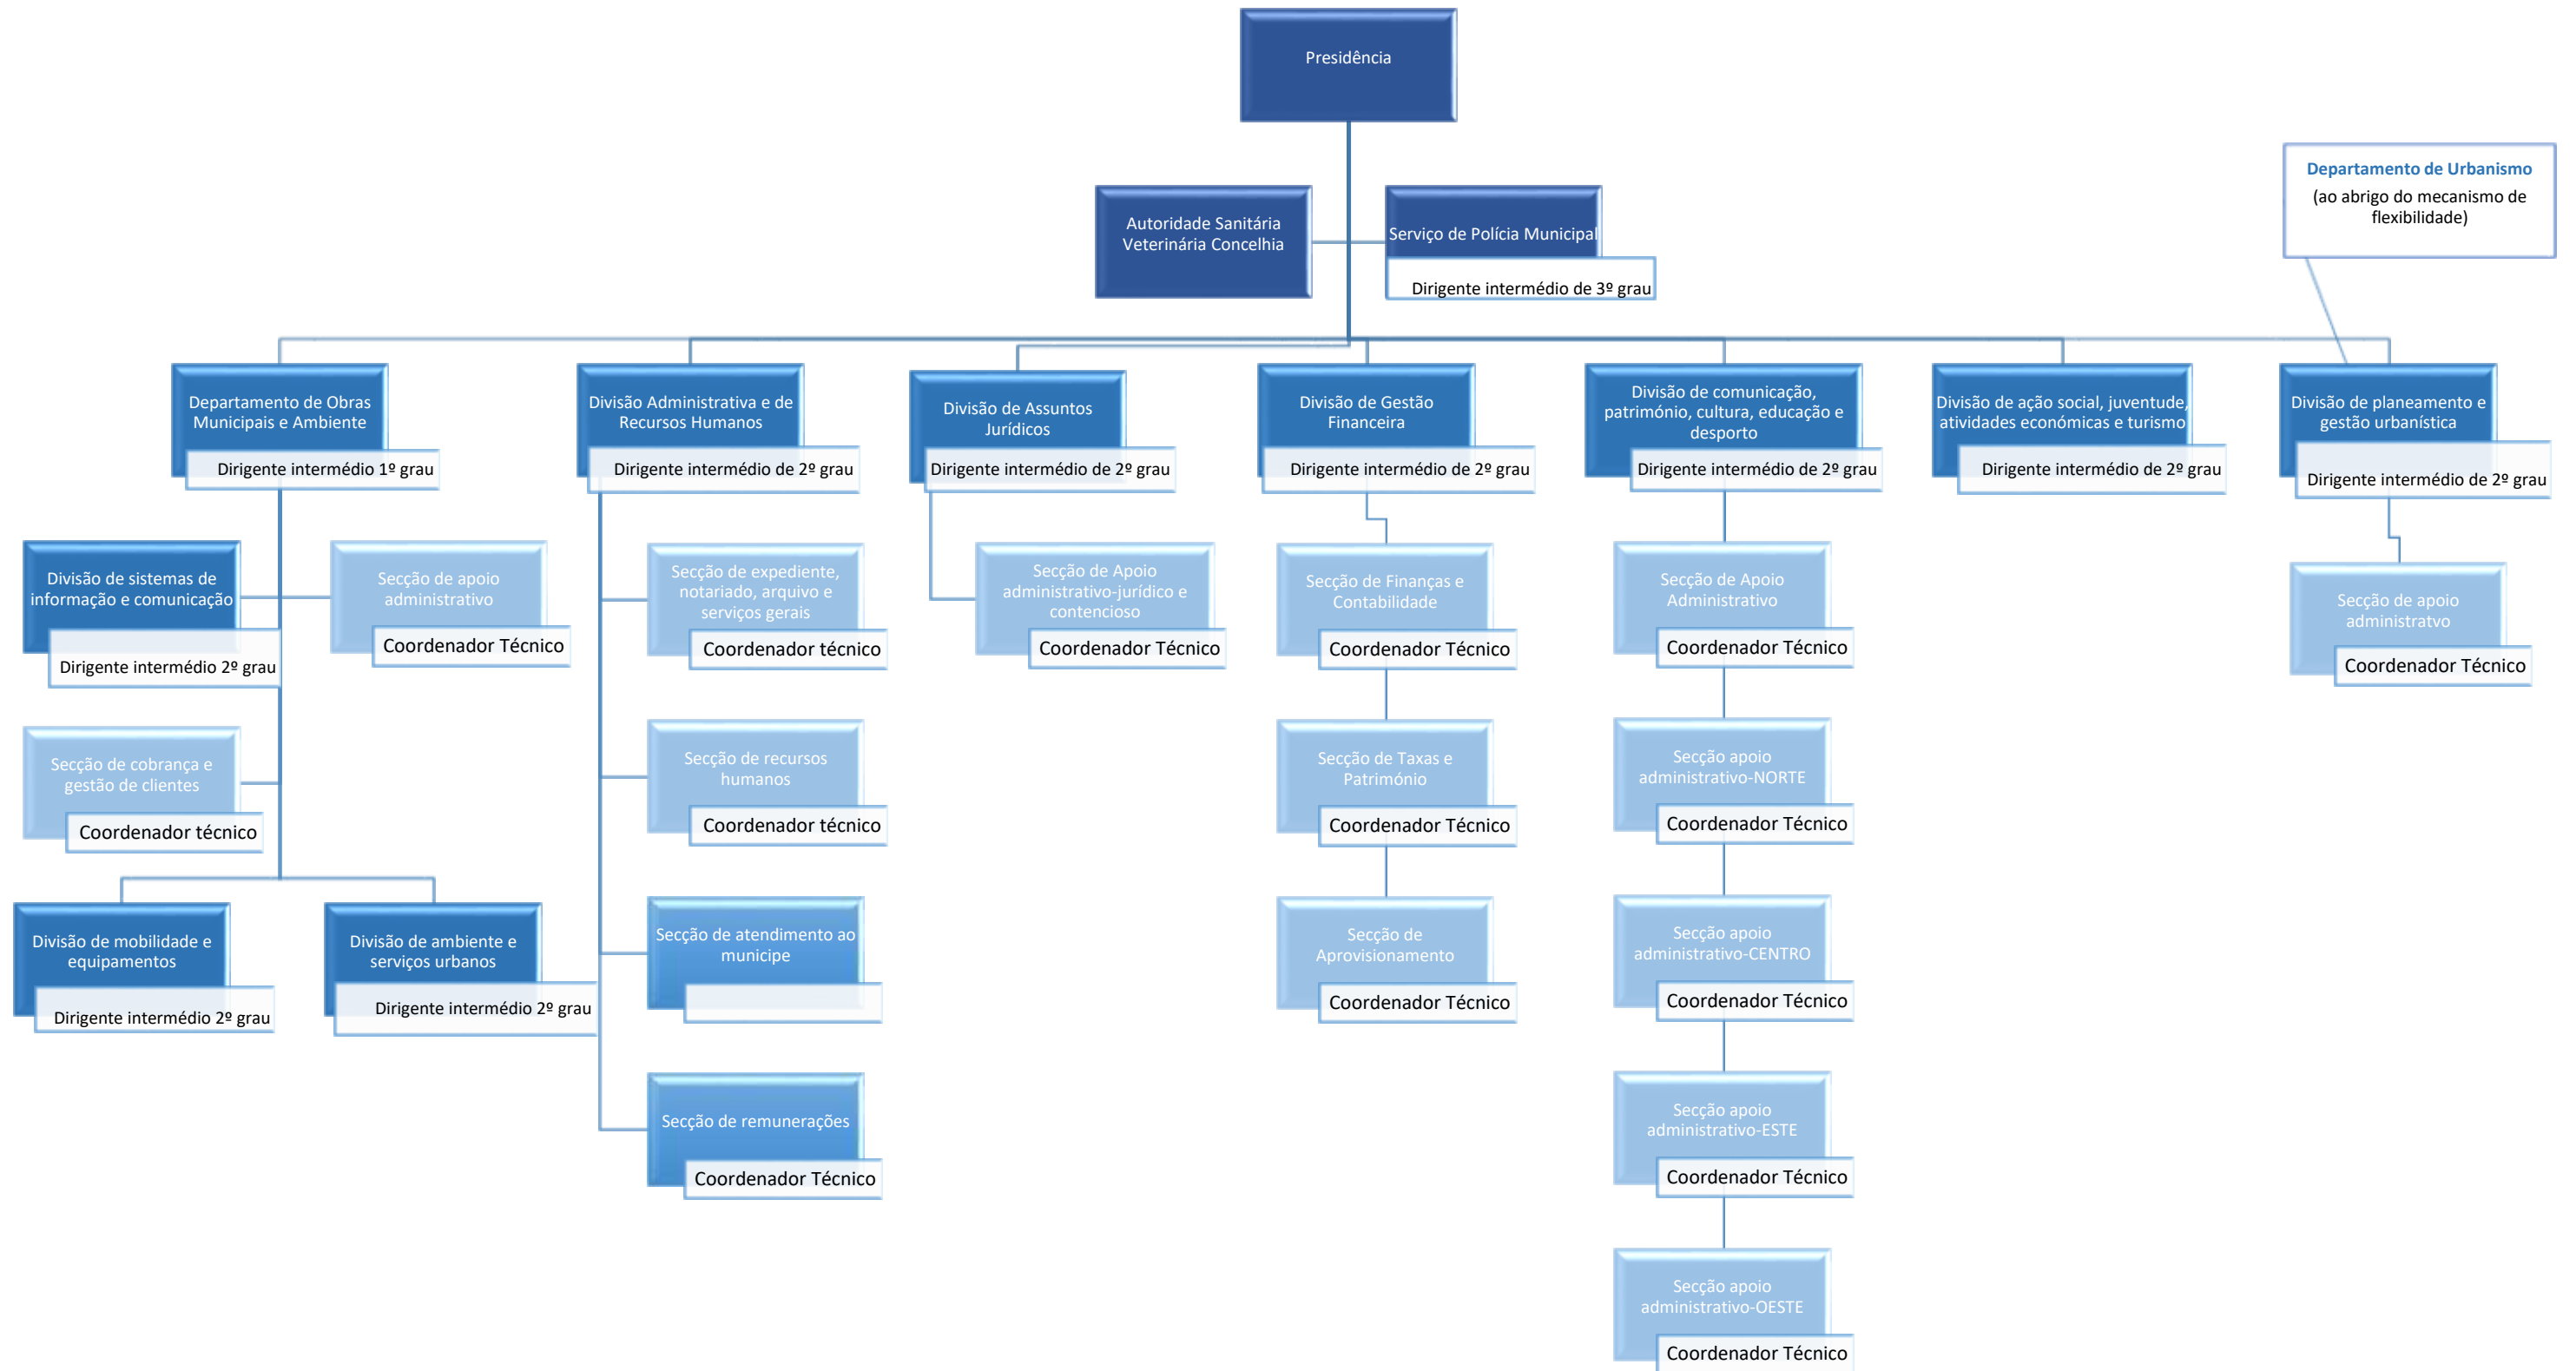 Presidência
Departamento de Urbanismo
(ao abrigo do mecanismo de
flexibilidade)
Autoridade Sanitária
Veterinária Concelhia
Serviço de Polícia Municipal
Dirigente intermédio de 3º grau
Departamento de Obras
Municipais e Ambiente
Dirigente intermédio 1º grau
Divisão Administrativa e de
Recursos Humanos
Dirigente intermédio de 2º grau
Divisão de Assuntos
Jurídicos
Dirigente intermédio de 2º grau
Divisão de Gestão
Financeira
Dirigente intermédio de 2º grau
Divisão de comunicação,
património, cultura, educação e
desporto
Dirigente intermédio de 2º grau
Divisão de ação social, juventude,
atividades económicas e turismo
Dirigente intermédio de 2º grau
Divisão de planeamento e
gestão urbanística
Dirigente intermédio de 2º grau
Divisão de sistemas de
informação e comunicação
Dirigente intermédio 2º grau
Secção de apoio
administrativo
Coordenador Técnico
Secção de expediente,
notariado, arquivo e
serviços gerais
Coordenador técnico
Secção de Apoio
administrativo-jurídico e
contencioso
Coordenador Técnico
Secção de Finanças e
Contabilidade
Coordenador Técnico
Secção de Apoio
Administrativo
Coordenador Técnico
Secção de apoio
administratvo
Coordenador Técnico
Secção de cobrança e
gestão de clientes
Coordenador técnico
Secção de recursos
humanos
Coordenador técnico
Secção de Taxas e
Património
Coordenador Técnico
Secção apoio
administrativo-NORTE
Coordenador Técnico
Divisão de mobilidade e
equipamentos
Dirigente intermédio 2º grau
Divisão de ambiente e
serviços urbanos
Dirigente intermédio 2º grau
Secção de atendimento ao
municipe
Secção de
Aprovisionamento
Coordenador Técnico
Secção apoio
administrativo-CENTRO
Coordenador Técnico
Secção de remunerações
Coordenador Técnico
Secção apoio
administrativo-ESTE
Coordenador Técnico
Secção apoio
administrativo-OESTE
Coordenador Técnico